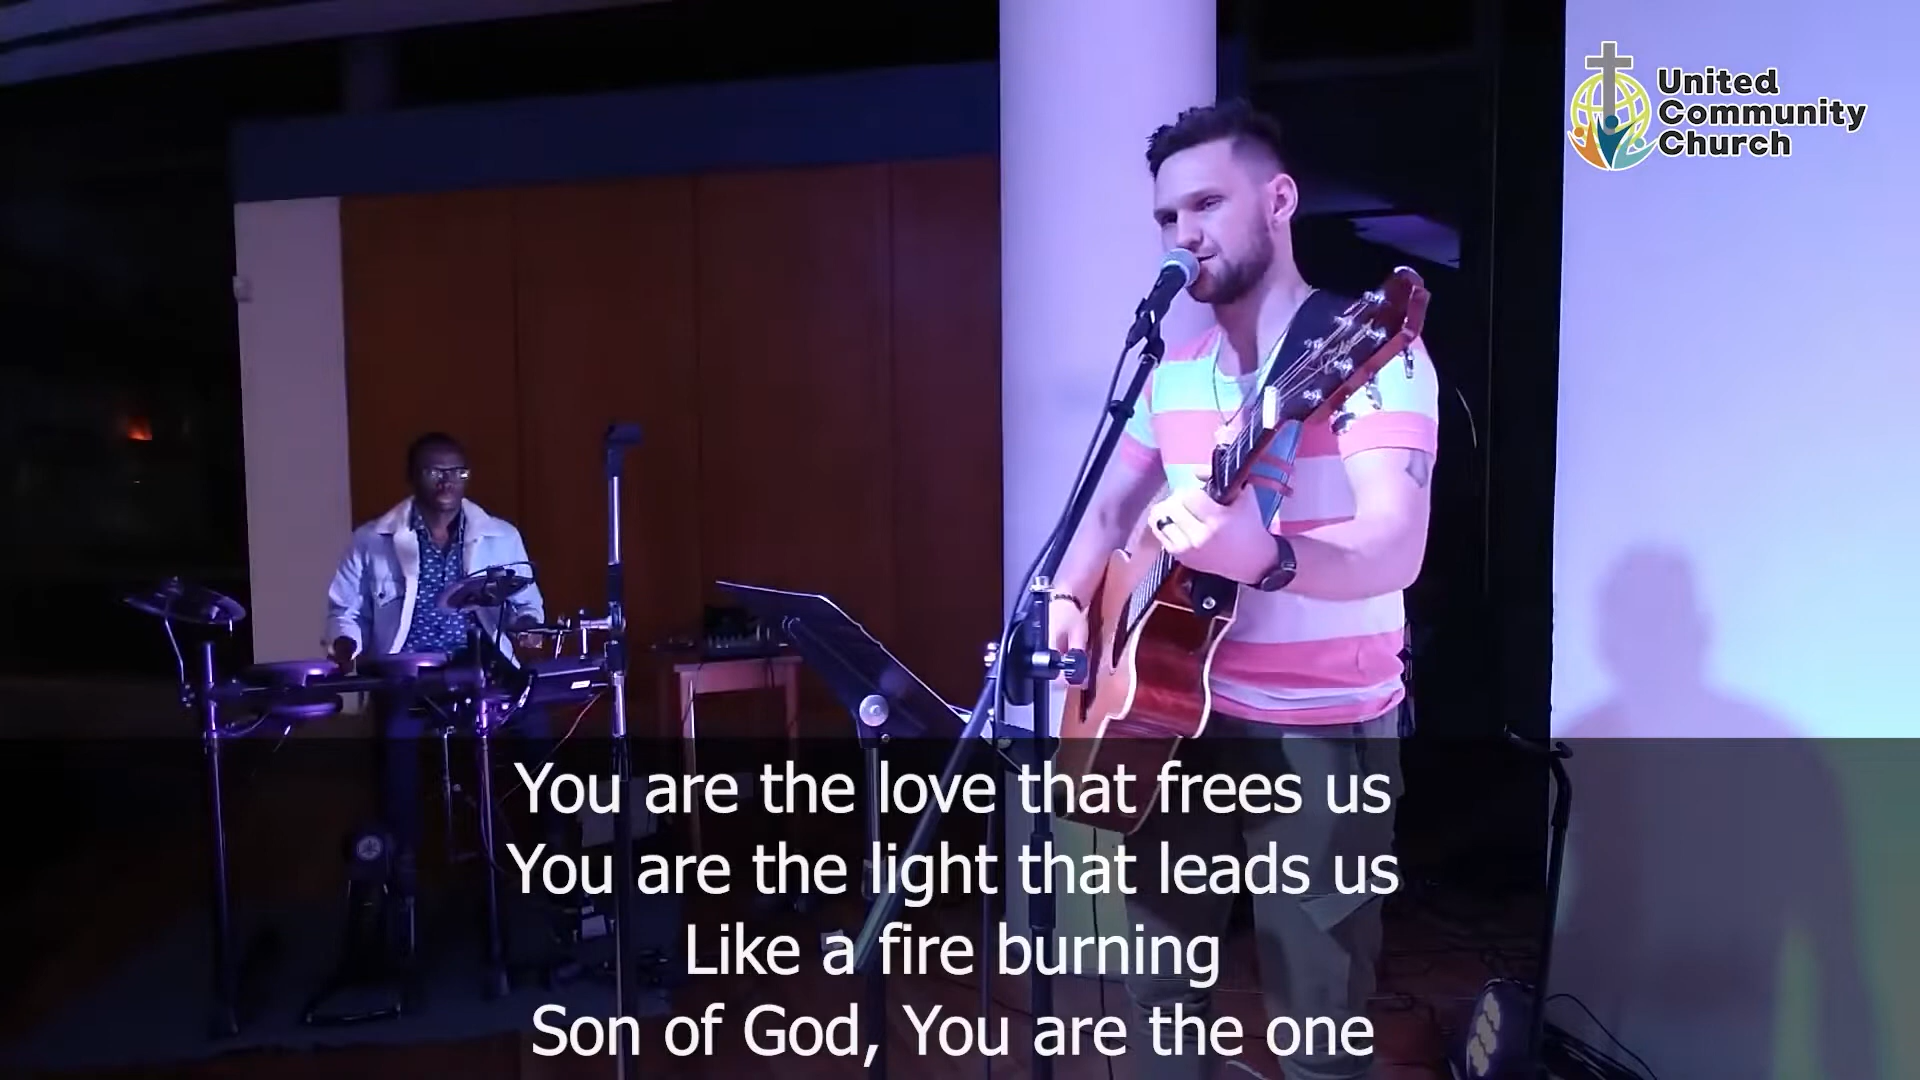 United
Community
Church
You are the love that frees us
You are the light that leads us
Like a fire burning
Son of God, You are the one